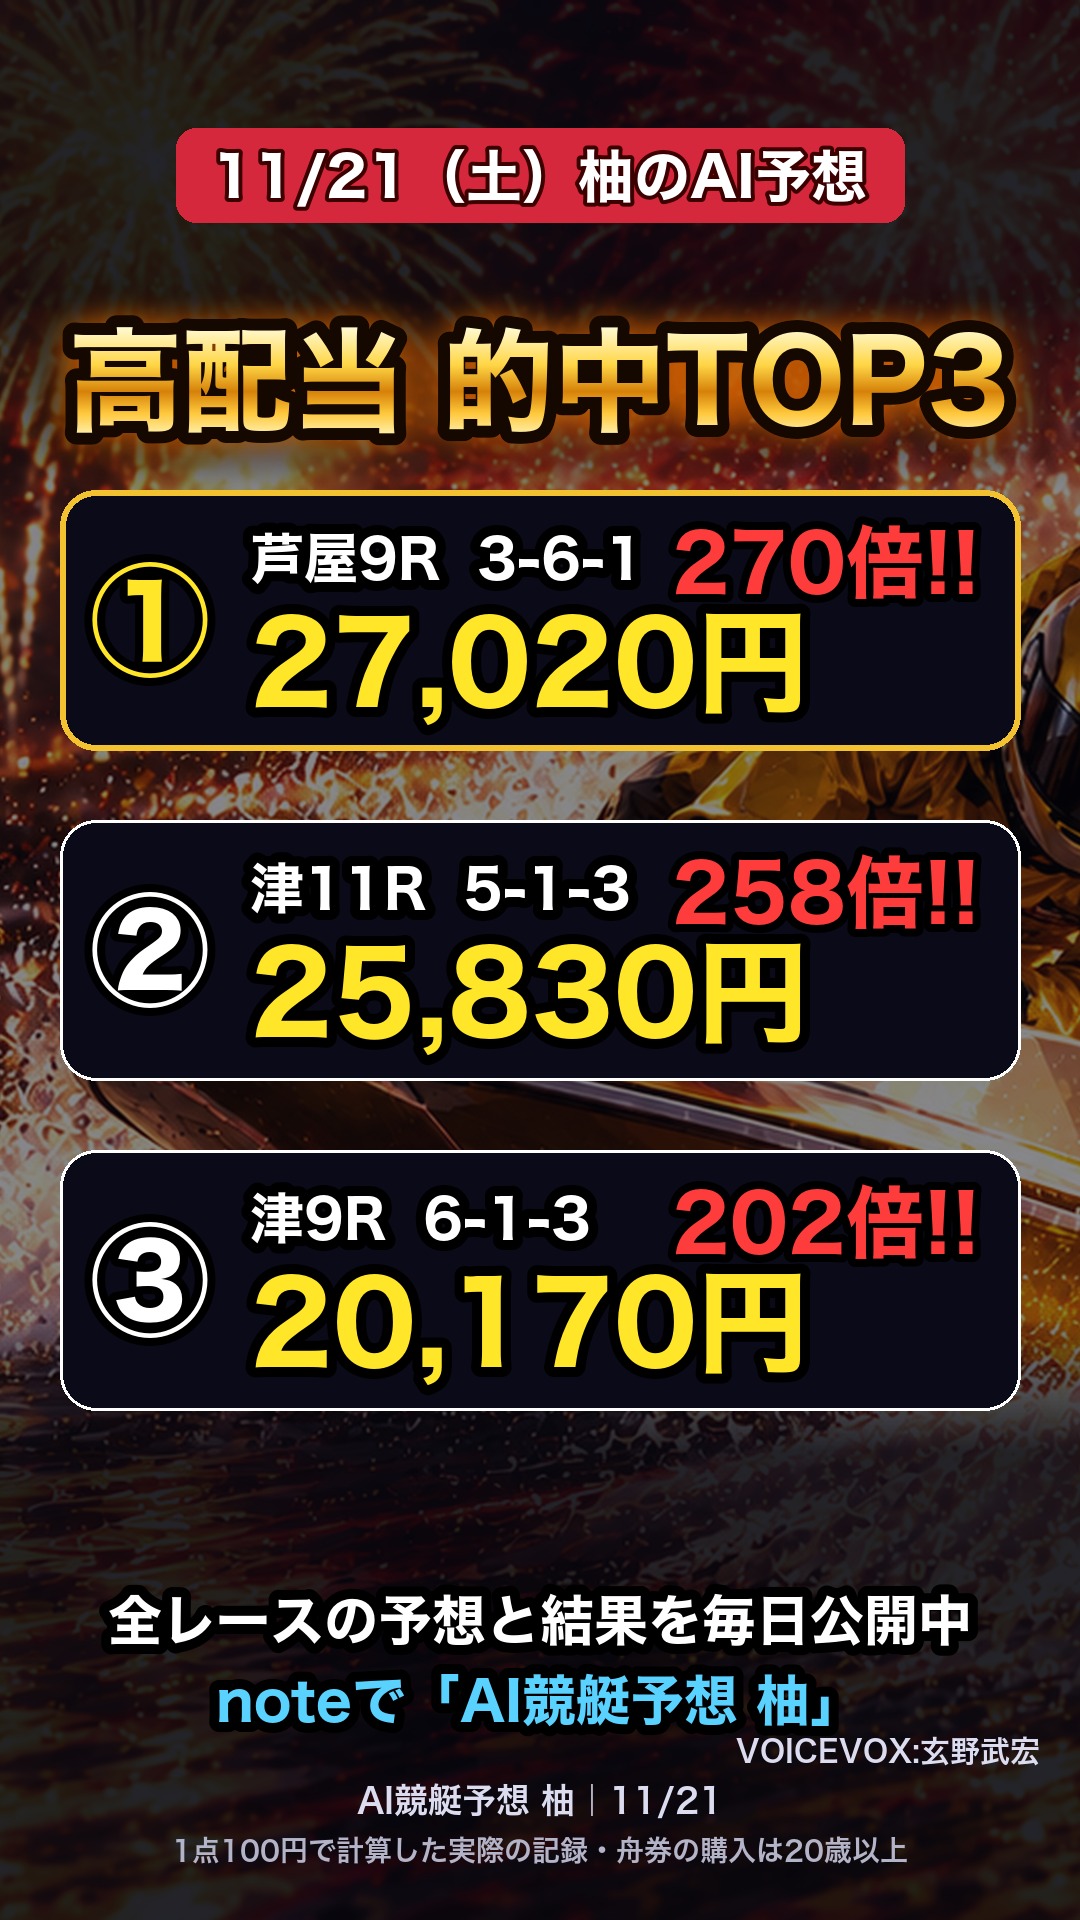 11/21（土）柚のAI予想
高配当 的中TOP3
① 芦屋9R 3-6-1 270倍!!
27,020円
② 津11R 5-1-3 258倍!!
25,830円
③ 津9R 6-1-3 202倍!!
20,170円
全レースの予想と結果を毎日公開中
noteで「AI競艇予想 柚」
VOICEVOX:玄野武宏
AI競艇予想 柚｜11/21
1点100円で計算した実際の記録・舟券の購入は20歳以上